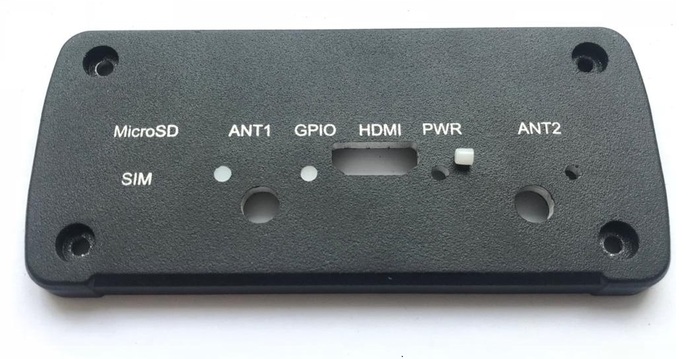 MicroSD ANT1 GPIO HDMI PWR ANT2
SIM